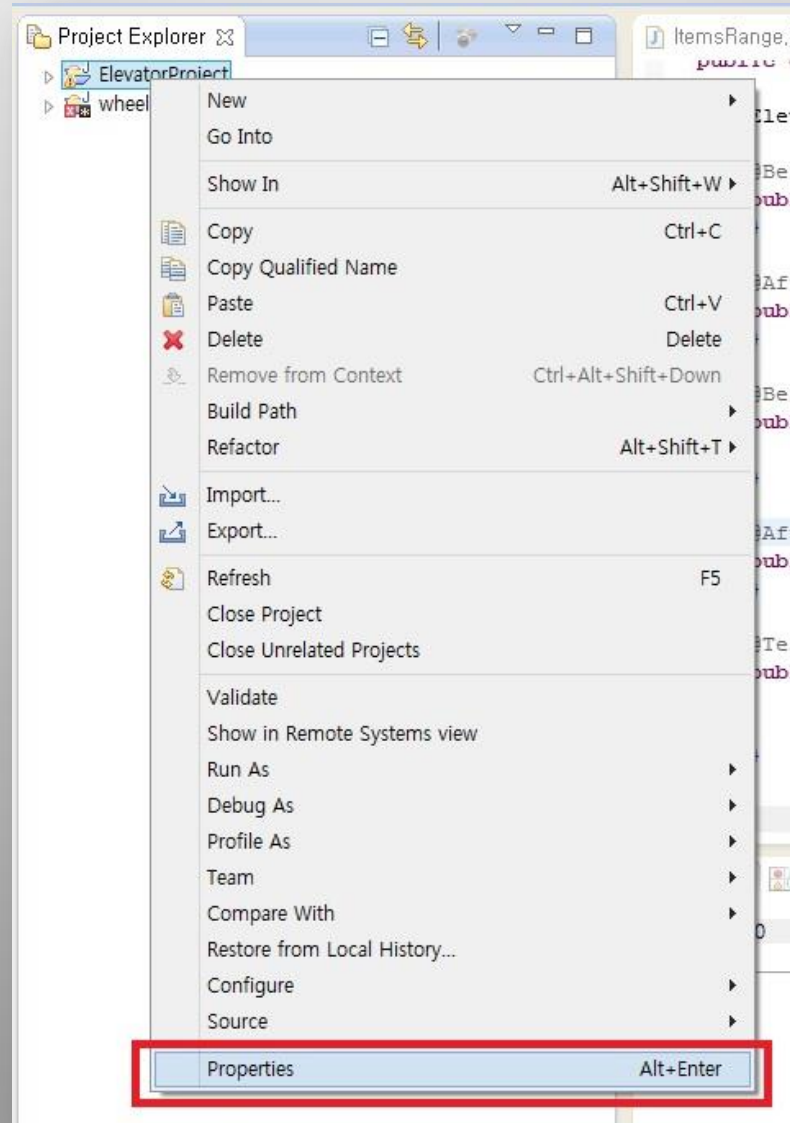 Project Explorer
ItemsRange,
ElevatorProject
wheel
New
Go Into
Show In Alt+Shift+W
Copy Ctrl+C
Copy Qualified Name
Paste Ctrl+V
Delete Delete
Remove from Context Ctrl+Alt+Shift+Down
Build Path
Refactor Alt+Shift+T
Import...
Export...
Refresh F5
Close Project
Close Unrelated Projects
Validate
Show in Remote Systems view
Run As
Debug As
Profile As
Team
Compare With
Restore from Local History...
Configure
Source
Properties Alt+Enter